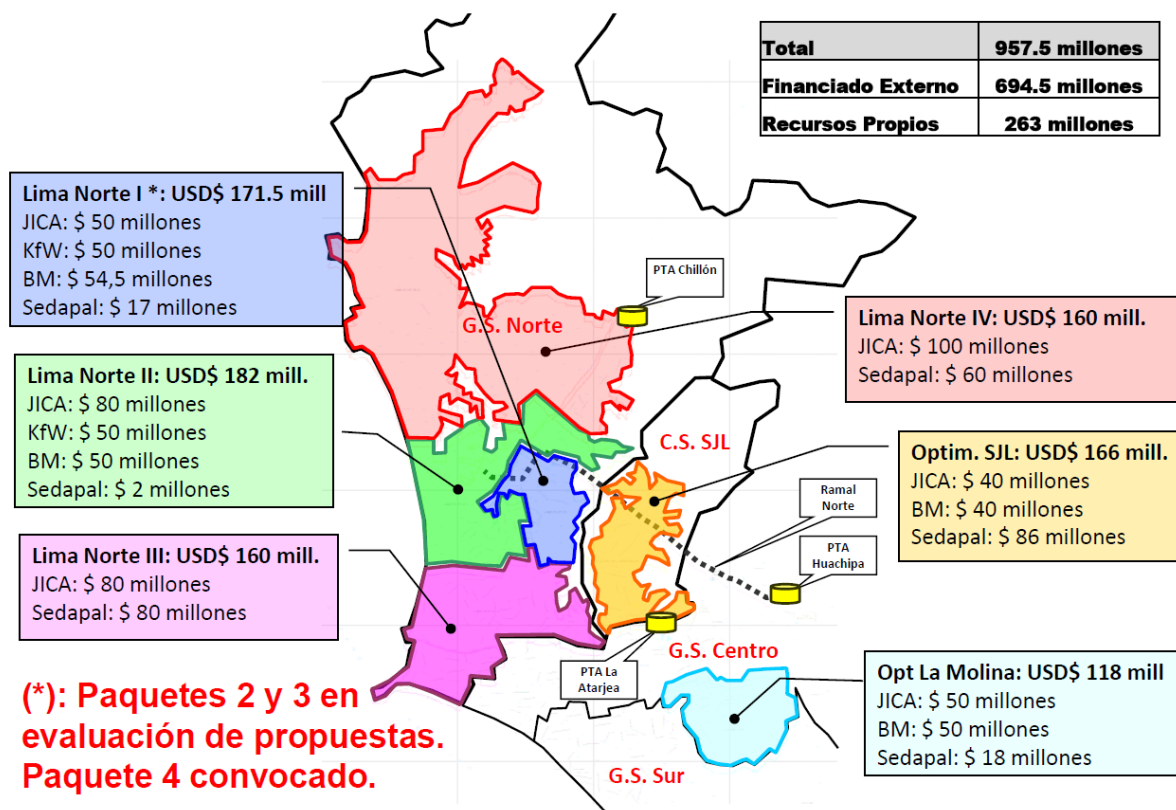 Total 957.5 millones
Financiado Externo 694.5 millones
Recursos Propios 263 millones
Lima Norte I *: USD$ 171.5 mill
JICA: $ 50 millones
KfW: $ 50 millones
BM: $ 54,5 millones
Sedapal: $ 17 millones
PTA Chillón
G.S. Norte
Lima Norte IV: USD$ 160 mill.
JICA: $ 100 millones
Sedapal: $ 60 millones
Lima Norte II: USD$ 182 mill.
JICA: $ 80 millones
KfW: $ 50 millones
BM: $ 50 millones
Sedapal: $ 2 millones
C.S. SJL
Optim. SJL: USD$ 166 mill.
JICA: $ 40 millones
BM: $ 40 millones
Sedapal: $ 86 millones
Ramal
Norte
PTA
Huachipa
Lima Norte III: USD$ 160 mill.
JICA: $ 80 millones
Sedapal: $ 80 millones
PTA La
Atarjea
G.S. Centro
Opt La Molina: USD$ 118 mill
JICA: $ 50 millones
BM: $ 50 millones
Sedapal: $ 18 millones
(*): Paquetes 2 y 3 en
evaluación de propuestas.
Paquete 4 convocado.
G.S. Sur